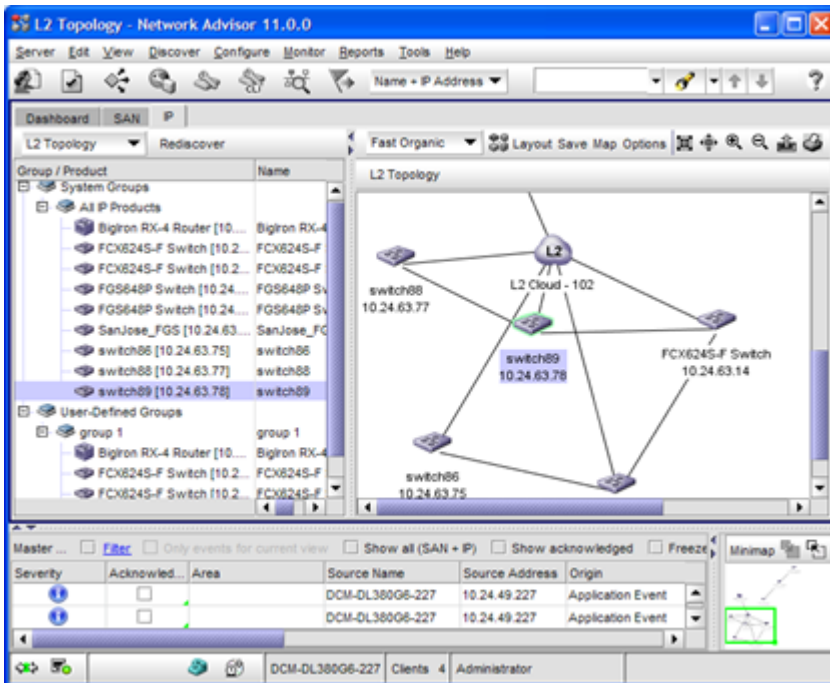 L2 Topology - Network Advisor 11.0.0
Server Edit View Discover Configure Monitor Reports Tools Help
Name + IP Address
?
Dashboard SAN IP
L2 Topology Rediscover
Fast Organic Layout Save Map Options
Group / Product Name
L2 Topology
System Groups
All IP Products
BigIron RX-4 Router [10.... BigIron RX-4
FCX624S-F Switch [10.2... FCX624S-F
FCX624S-F Switch [10.2... FCX624S-F
FGS648P Switch [10.24.... FGS648P Sv
FGS648P Switch [10.24.... FGS648P Sv
SanJose_FGS [10.24.63.... SanJose_FG
switch86 [10.24.63.75] switch86
switch88 [10.24.63.77] switch88
switch89 [10.24.63.78] switch89
User-Defined Groups
group 1 group 1
BigIron RX-4 Router [10.... BigIron RX-4
FCX624S-F Switch [10.2... FCX624S-F
FCX624S-F Switch [10.2... FCX624S-F
L2
L2 Cloud - 102
switch88
10.24.63.77
switch89
10.24.63.78
FCX624S-F Switch
10.24.63.14
switch86
10.24.63.75
Master ... Filter Only events for current view Show all (SAN + IP) Show acknowledged Freeze
Minimap
Severity Acknowled... Area Source Name Source Address Origin
DCM-DL380G6-227 10.24.49.227 Application Event
DCM-DL380G6-227 10.24.49.227 Application Event
DCM-DL380G6-227 Clients 4 Administrator